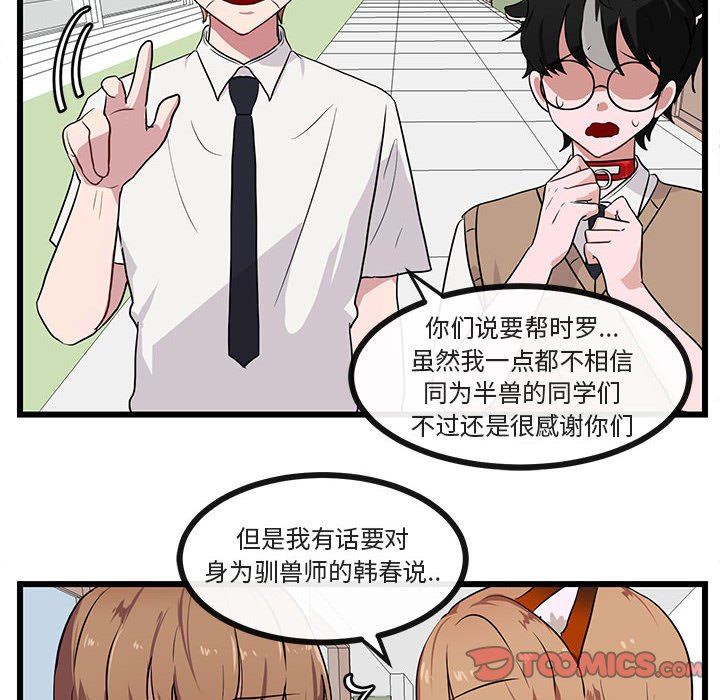 你们说要帮时罗...
虽然我一点都不相信
同为半兽的同学们
不过还是很感谢你们
但是我有话要对
身为驯兽师的韩春说..
TOOMICS.COM